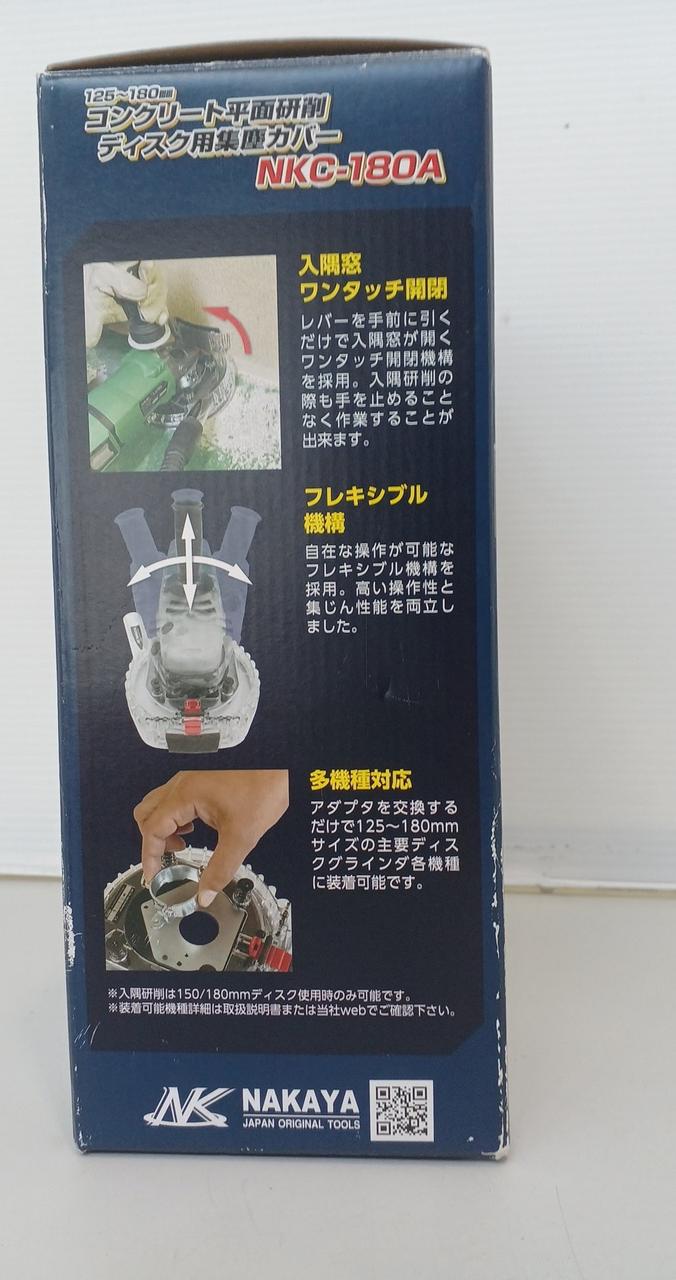 125～180㎜
コンクリート平面研削
ディスク用集塵カバー
NKC-180A
入隅窓
ワンタッチ開閉
レバーを手前に引く
だけで入隅窓が開く
ワンタッチ開閉機構
を採用。入隅研削の
際も手を止めること
なく作業することが
出来ます。
フレキシブル
機構
自在な操作が可能な
フレキシブル機構を
採用。高い操作性と
集じん性能を両立し
ました。
多機種対応
アダプタを交換する
だけで125～180mm
サイズの主要ディス
クグラインダ各機種
に装着可能です。
※入隅研削は150/180mmディスク使用時のみ可能です。
※装着可能機種詳細は取扱説明書または当社webでご確認下さい。
NK NAKAYA
JAPAN ORIGINAL TOOLS